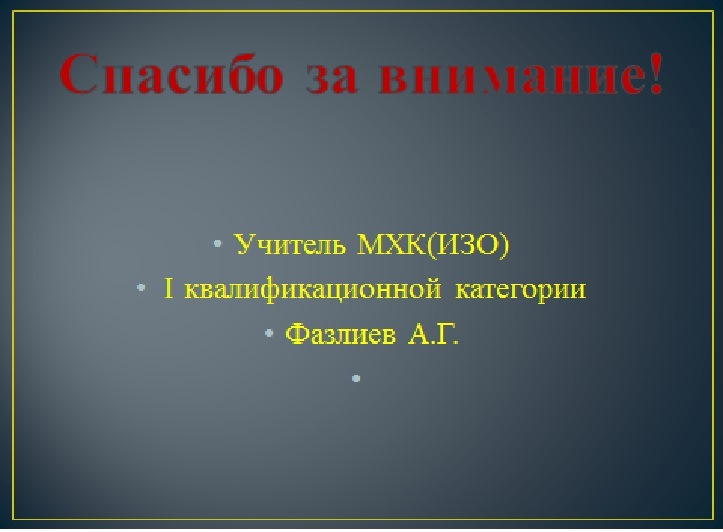 Спасибо за внимание!
• Учитель МХК(ИЗО)
• I квалификационной категории
• Фазлиев А.Г.
•